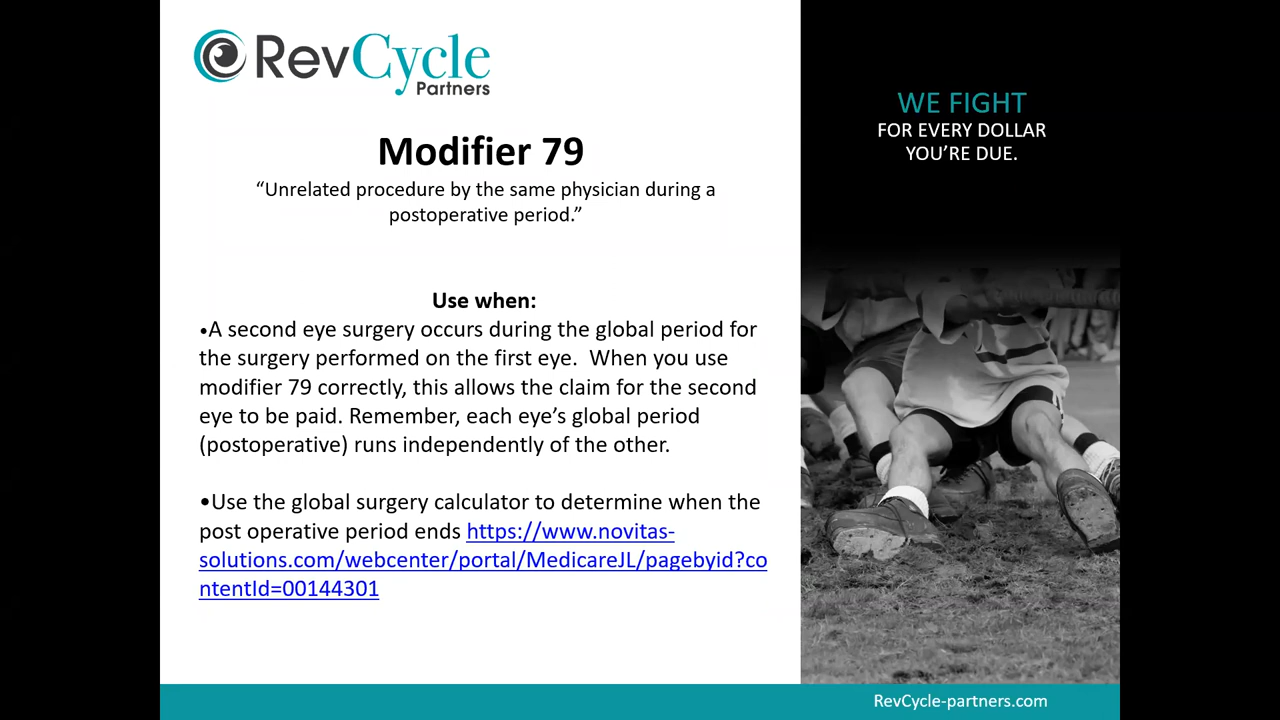 RevCycle
Partners
Modifier 79
“Unrelated procedure by the same physician during a
postoperative period.”
Use when:
•A second eye surgery occurs during the global period for
the surgery performed on the first eye.  When you use
modifier 79 correctly, this allows the claim for the second
eye to be paid. Remember, each eye’s global period
(postoperative) runs independently of the other.
•Use the global surgery calculator to determine when the
post operative period ends https://www.novitas-
solutions.com/webcenter/portal/MedicareJL/pagebyid?co
ntentId=00144301
WE FIGHT
FOR EVERY DOLLAR
YOU’RE DUE.
RevCycle-partners.com